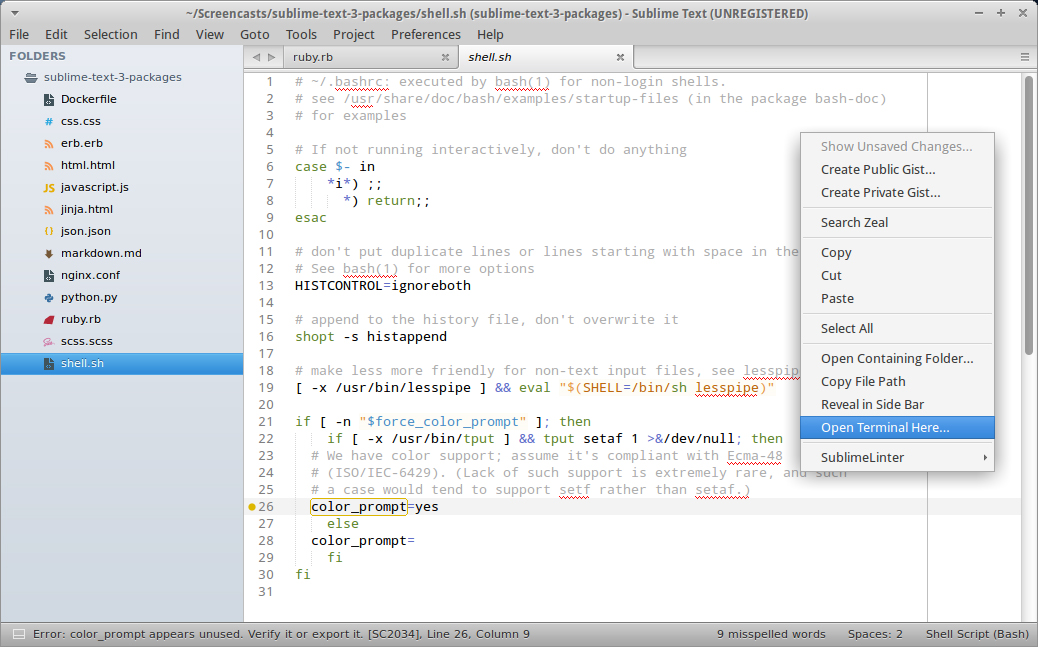 ~/Screencasts/sublime-text-3-packages/shell.sh (sublime-text-3-packages) - Sublime Text (UNREGISTERED)
File Edit Selection Find View Goto Tools Project Preferences Help
FOLDERS
sublime-text-3-packages
Dockerfile
css.css
erb.erb
html.html
javascript.js
jinja.html
json.json
markdown.md
nginx.conf
python.py
ruby.rb
scss.scss
shell.sh
ruby.rb shell.sh
1 # ~/.bashrc: executed by bash(1) for non-login shells.
2 # see /usr/share/doc/bash/examples/startup-files (in the package bash-doc)
3 # for examples
4
5 # If not running interactively, don't do anything
6 case $- in
7 *i*) ;;
8 *) return;;
9 esac
10
11 # don't put duplicate lines or lines starting with space in the
12 # See bash(1) for more options
13 HISTCONTROL=ignoreboth
14
15 # append to the history file, don't overwrite it
16 shopt -s histappend
17
18 # make less more friendly for non-text input files, see lesspip
19 [ -x /usr/bin/lesspipe ] && eval "$(SHELL=/bin/sh lesspipe)"
20
21 if [ -n "$force_color_prompt" ]; then
22 if [ -x /usr/bin/tput ] && tput setaf 1 >&/dev/null; then
23 # We have color support; assume it's compliant with Ecma-48
24 # (ISO/IEC-6429). (Lack of such support is extremely rare, and such
25 # a case would tend to support setf rather than setaf.)
26 color_prompt=yes
27 else
28 color_prompt=
29 fi
30 fi
31
Show Unsaved Changes...
Create Public Gist...
Create Private Gist...
Search Zeal
Copy
Cut
Paste
Select All
Open Containing Folder...
Copy File Path
Reveal in Side Bar
Open Terminal Here...
SublimeLinter
Error: color_prompt appears unused. Verify it or export it. [SC2034], Line 26, Column 9 9 misspelled words Spaces: 2 Shell Script (Bash)